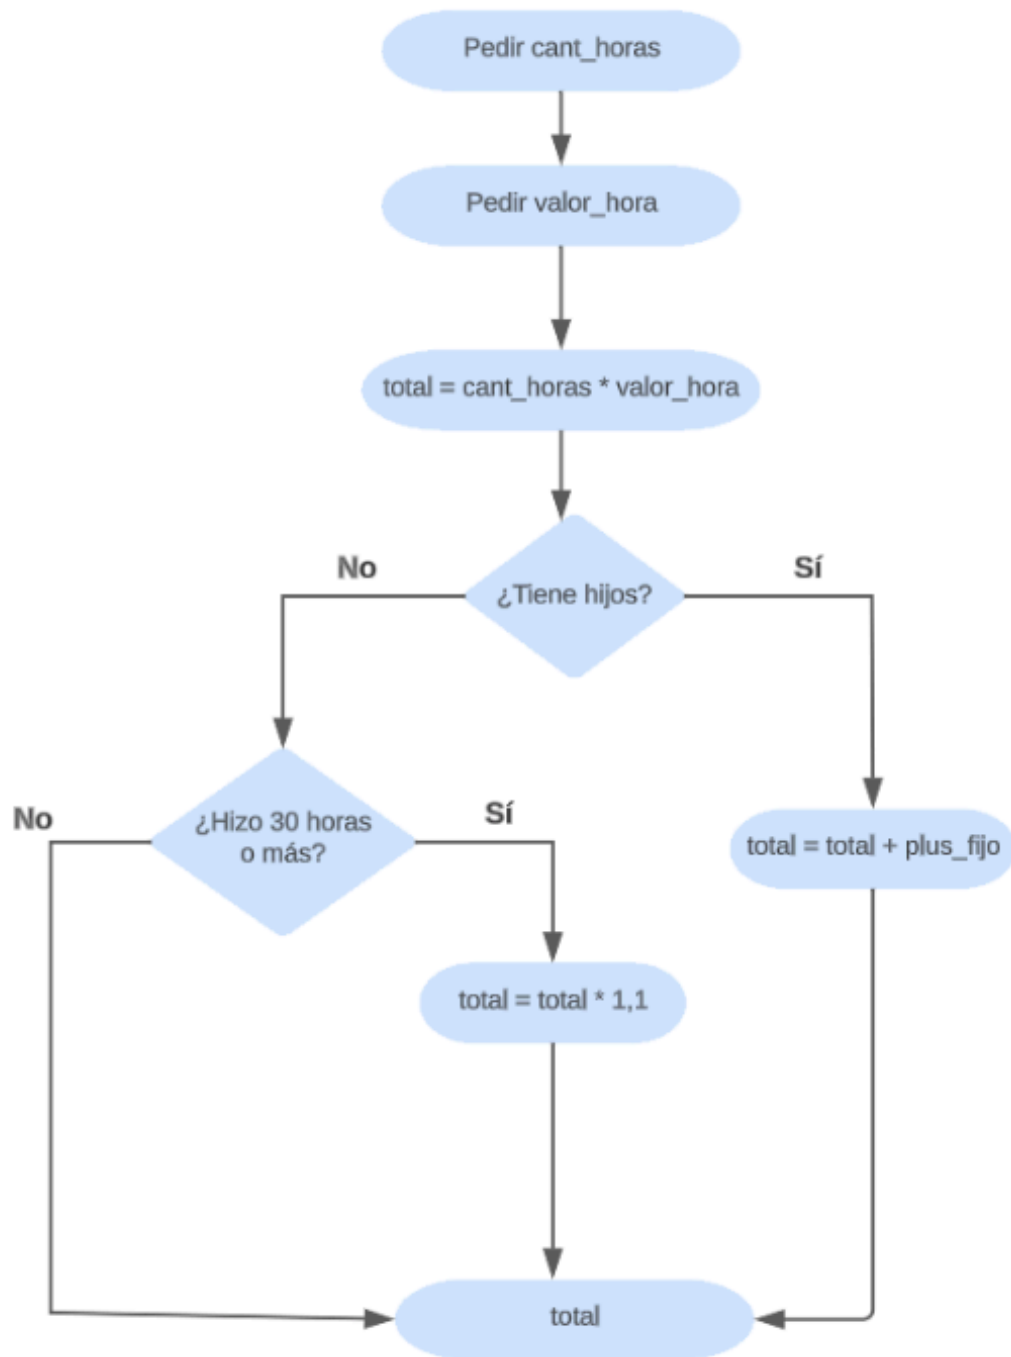 Pedir cant_horas
Pedir valor_hora
total = cant_horas * valor_hora
¿Tiene hijos?
No
Sí
¿Hizo 30 horas
o más?
No
Sí
total = total + plus_fijo
total = total * 1,1
total